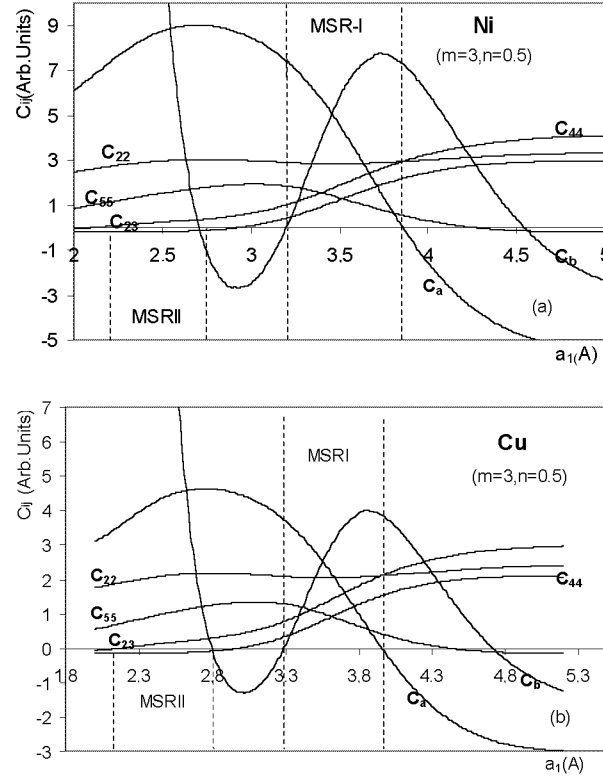 Ni
MSR-I
(m=3,n=0.5)
Cij(Arb.Units)
9
7
5
3
1
-1
-3
-5
C22
C55
C23
C44
Ca
Cb
2 2.5 3 3.5 4 4.5 5
MSRII
(a)
a1(A)
Cu
MSRI
(m=3,n=0.5)
Cij (Arb.Units)
7
6
5
4
3
2
1
0
-1
-2
-3
C22
C55
C23
C44
Ca
Cb
1.8 2.3 2.8 3.3 3.8 4.3 4.8 5.3
MSRII
(b)
a1(A)